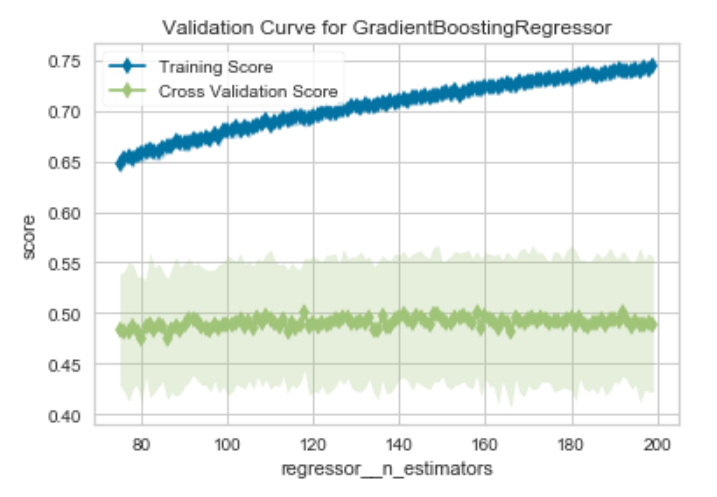 Validation Curve for GradientBoostingRegressor
Training Score
Cross Validation Score
0.75
0.70
0.65
0.60
0.55
0.50
0.45
0.40
score
80 100 120 140 160 180 200
regressor__n_estimators